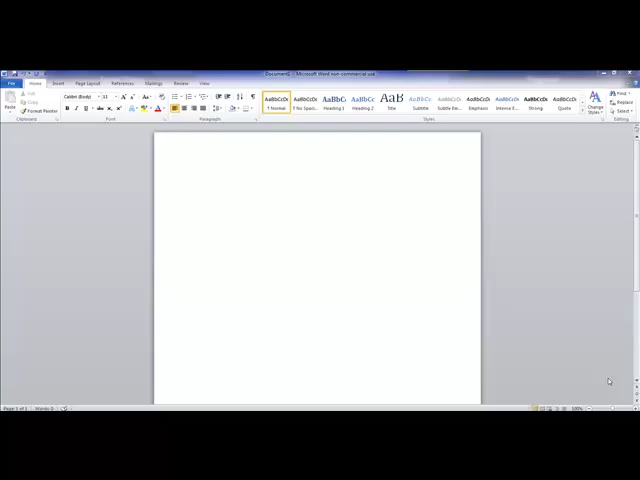 Document2 - Microsoft Word non-commercial use
File Home Insert Page Layout References Mailings Review View
Paste
Cut
Copy
Format Painter
Clipboard
Calibri (Body) 11
Font
Paragraph
AaBbCcDc AaBbCcDc AaBbC AaBbCc AaB AaBbCc AaBbCcDc AaBbCcDc AaBbCcDc AaBbCcDc AaBbCcDc
¶ Normal ¶ No Spaci... Heading 1 Heading 2 Title Subtitle Subtle Em... Emphasis Intense E... Strong Quote
Styles
Change Styles
Find
Replace
Select
Editing
Page: 1 of 1 Words: 0
100%